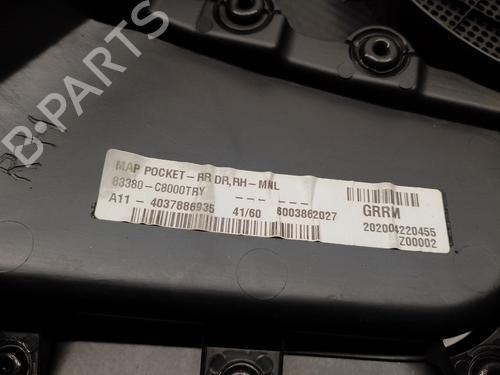 B-PARTS
MAP POCKET-RR DR,RH-MNL
83380-C8000TRY
A11-4037886935 41/60 6003862027
GRRM
202004220455
Z00002